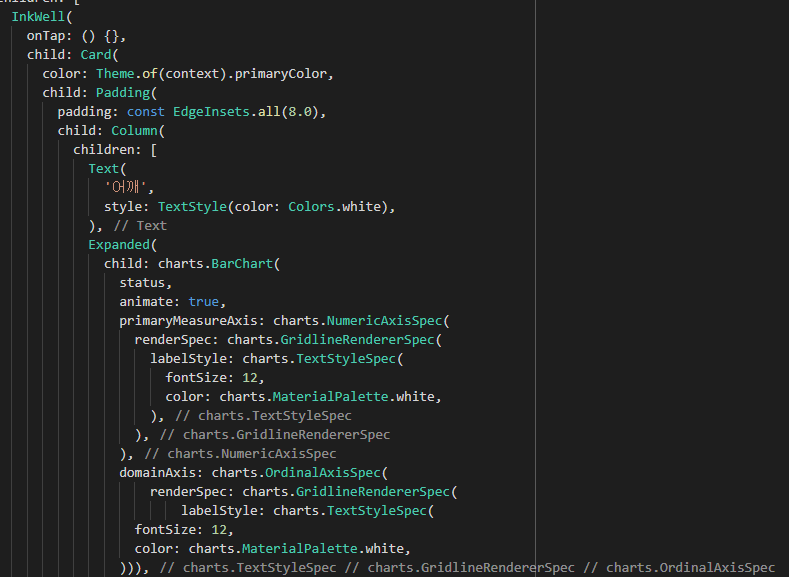 children: [
InkWell(
onTap: () {},
child: Card(
color: Theme.of(context).primaryColor,
child: Padding(
padding: const EdgeInsets.all(8.0),
child: Column(
children: [
Text(
'어깨',
style: TextStyle(color: Colors.white),
), // Text
Expanded(
child: charts.BarChart(
status,
animate: true,
primaryMeasureAxis: charts.NumericAxisSpec(
renderSpec: charts.GridlineRendererSpec(
labelStyle: charts.TextStyleSpec(
fontSize: 12,
color: charts.MaterialPalette.white,
), // charts.TextStyleSpec
), // charts.GridlineRendererSpec
), // charts.NumericAxisSpec
domainAxis: charts.OrdinalAxisSpec(
renderSpec: charts.GridlineRendererSpec(
labelStyle: charts.TextStyleSpec(
fontSize: 12,
color: charts.MaterialPalette.white,
))), // charts.TextStyleSpec // charts.GridlineRendererSpec // charts.OrdinalAxisSpec